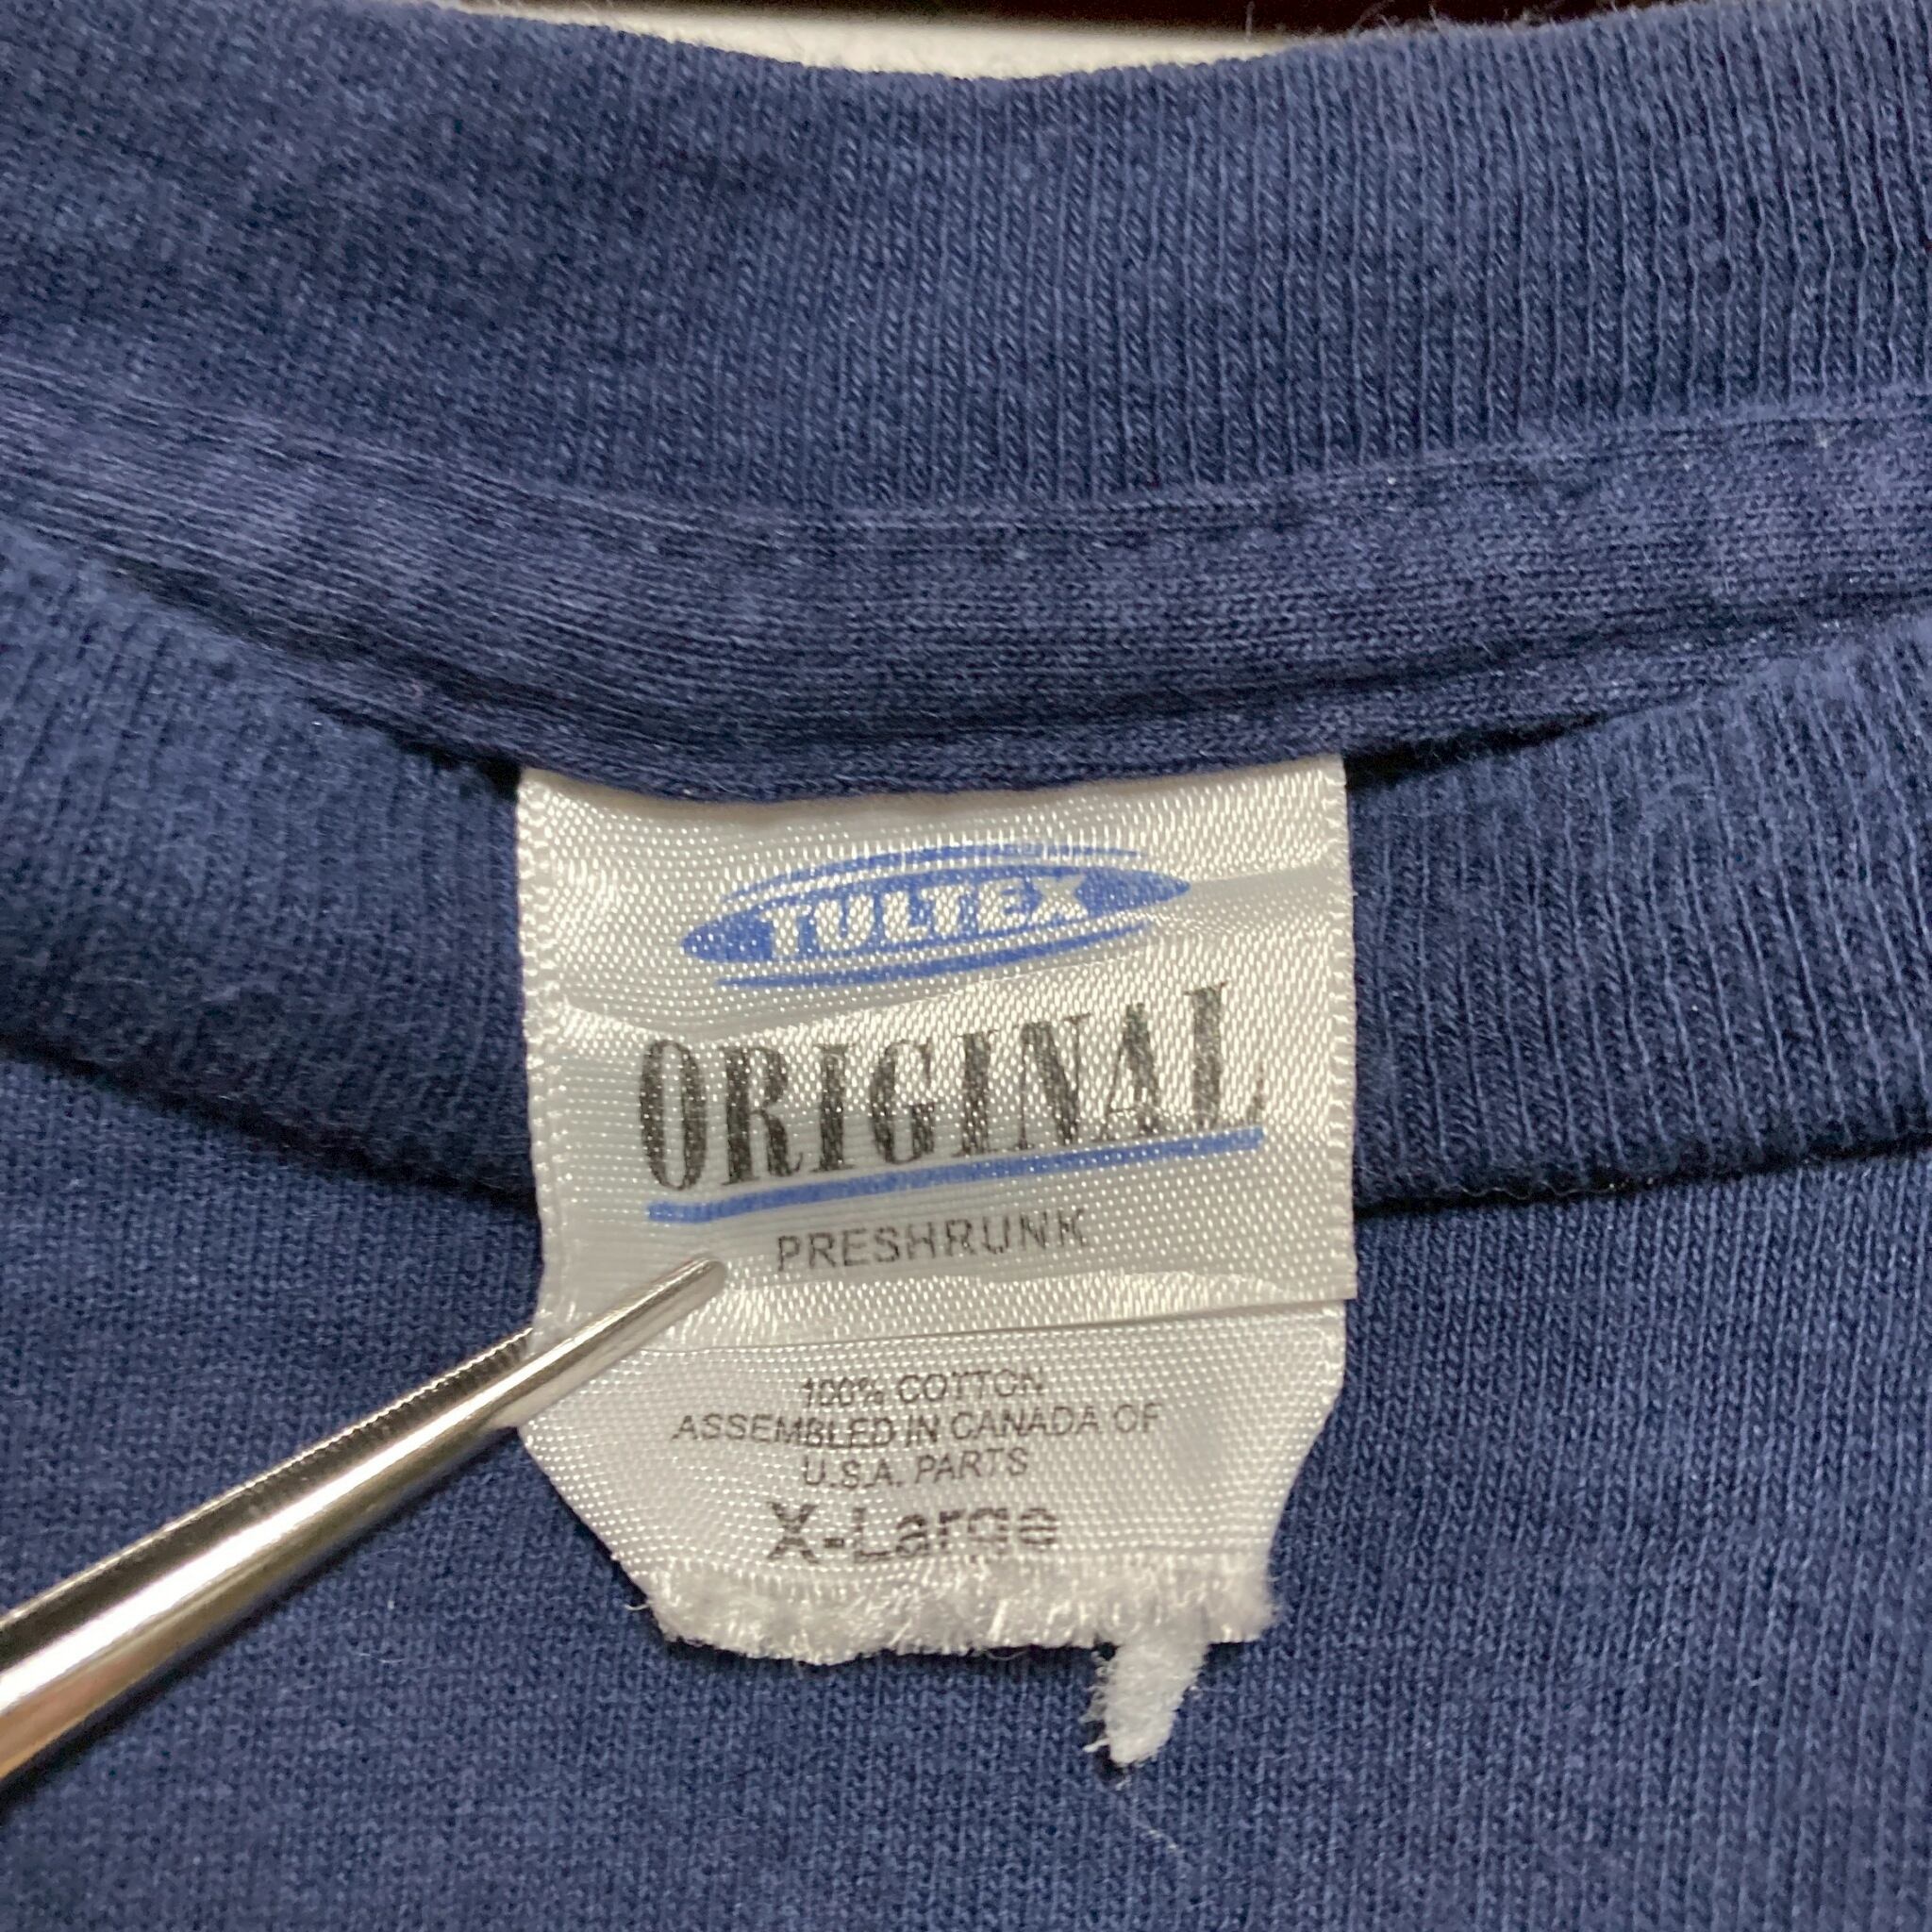 TULTEX
ORIGINAL
PRESHRUNK
100% COTTON
ASSEMBLED IN CANADA OF
U.S.A. PARTS
X-Large